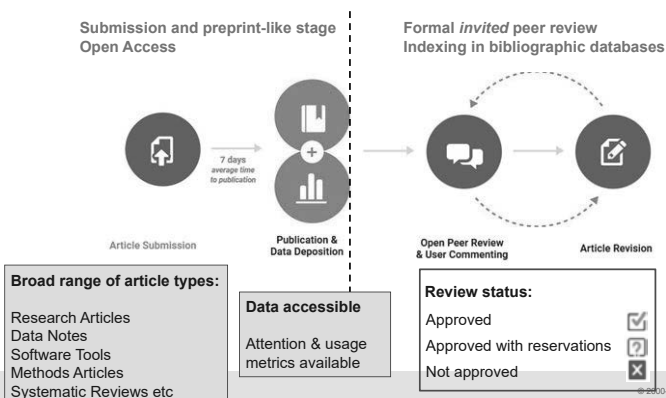 Submission and preprint-like stage
Open Access
Formal invited peer review
Indexing in bibliographic databases
7 days
average time
to publication
Article Submission
Publication &
Data Deposition
Open Peer Review
& User Commenting
Article Revision
Broad range of article types:
Research Articles
Data Notes
Software Tools
Methods Articles
Systematic Reviews etc
Data accessible
Attention & usage
metrics available
Review status:
Approved
Approved with reservations
Not approved